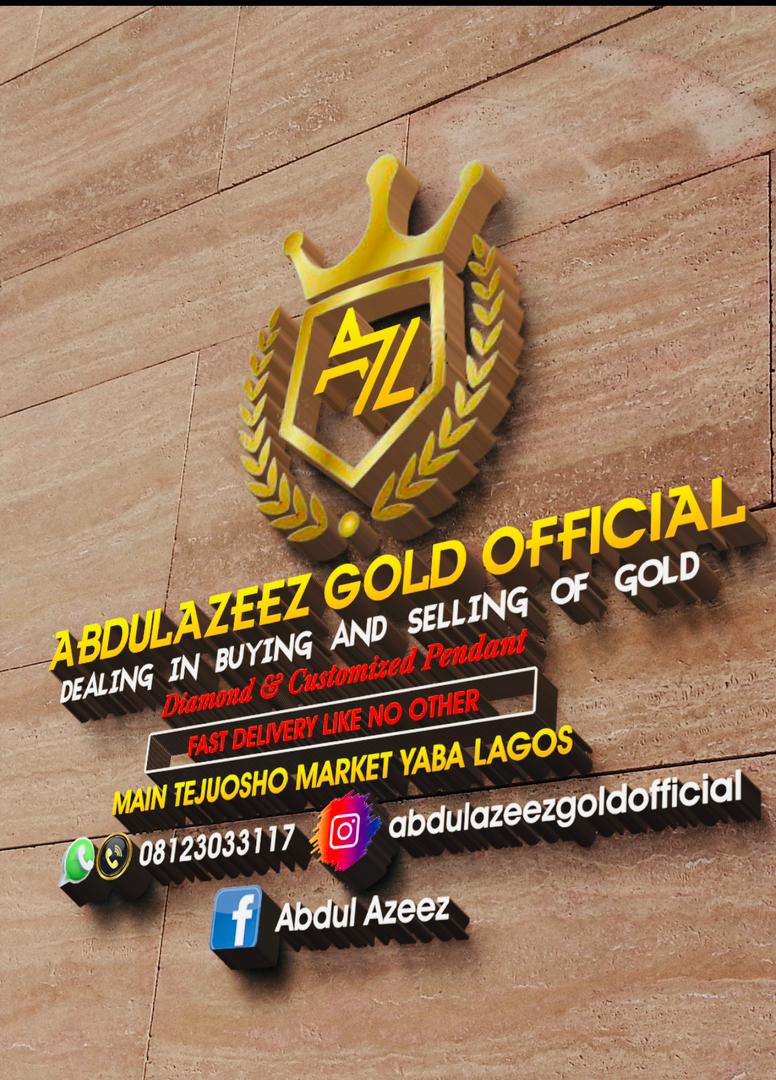 AZ
ABDULAZEEZ GOLD OFFICIAL
DEALING IN BUYING AND SELLING OF GOLD
Diamond & Customized Pendant
FAST DELIVERY LIKE NO OTHER
MAIN TEJUOSHO MARKET YABA LAGOS
08123033117 abdulazeezgoldofficial
f Abdul Azeez